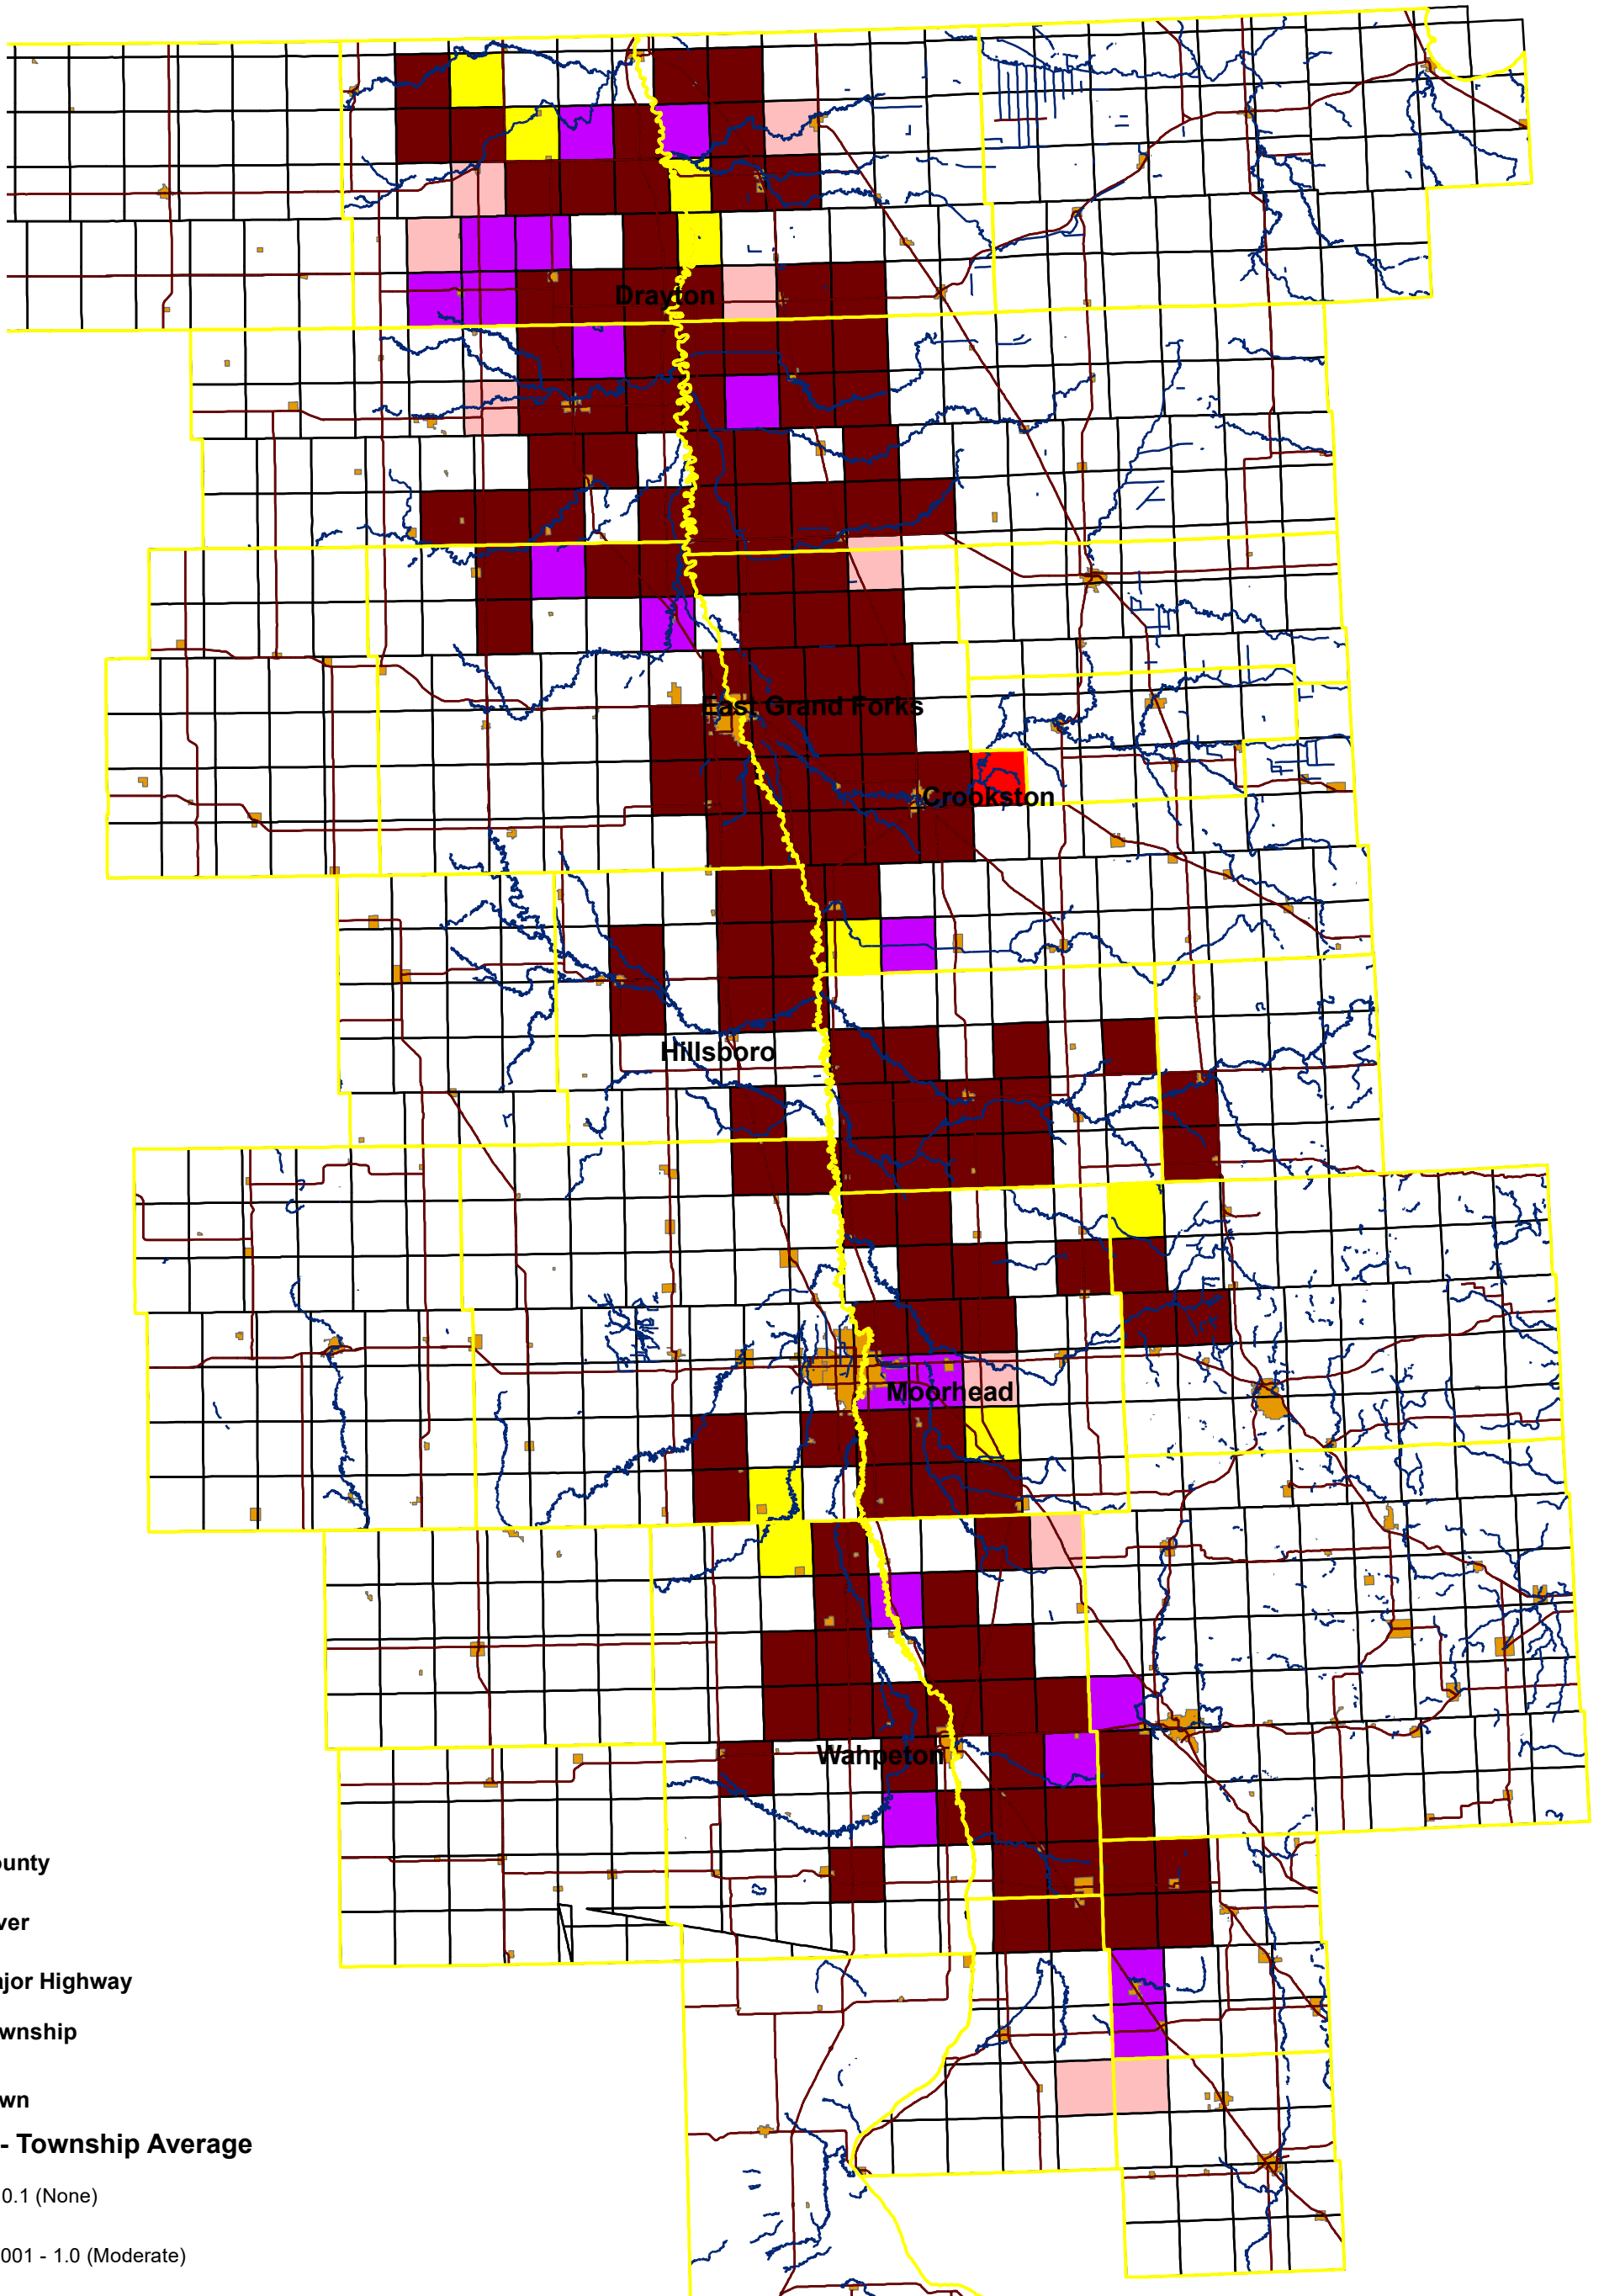 Drayton
East Grand Forks
Crookston
Hillsboro
Moorhead
Wahpeton
ounty
ver
ajor Highway
wnship
wn
- Township Average
0.1 (None)
001 - 1.0 (Moderate)